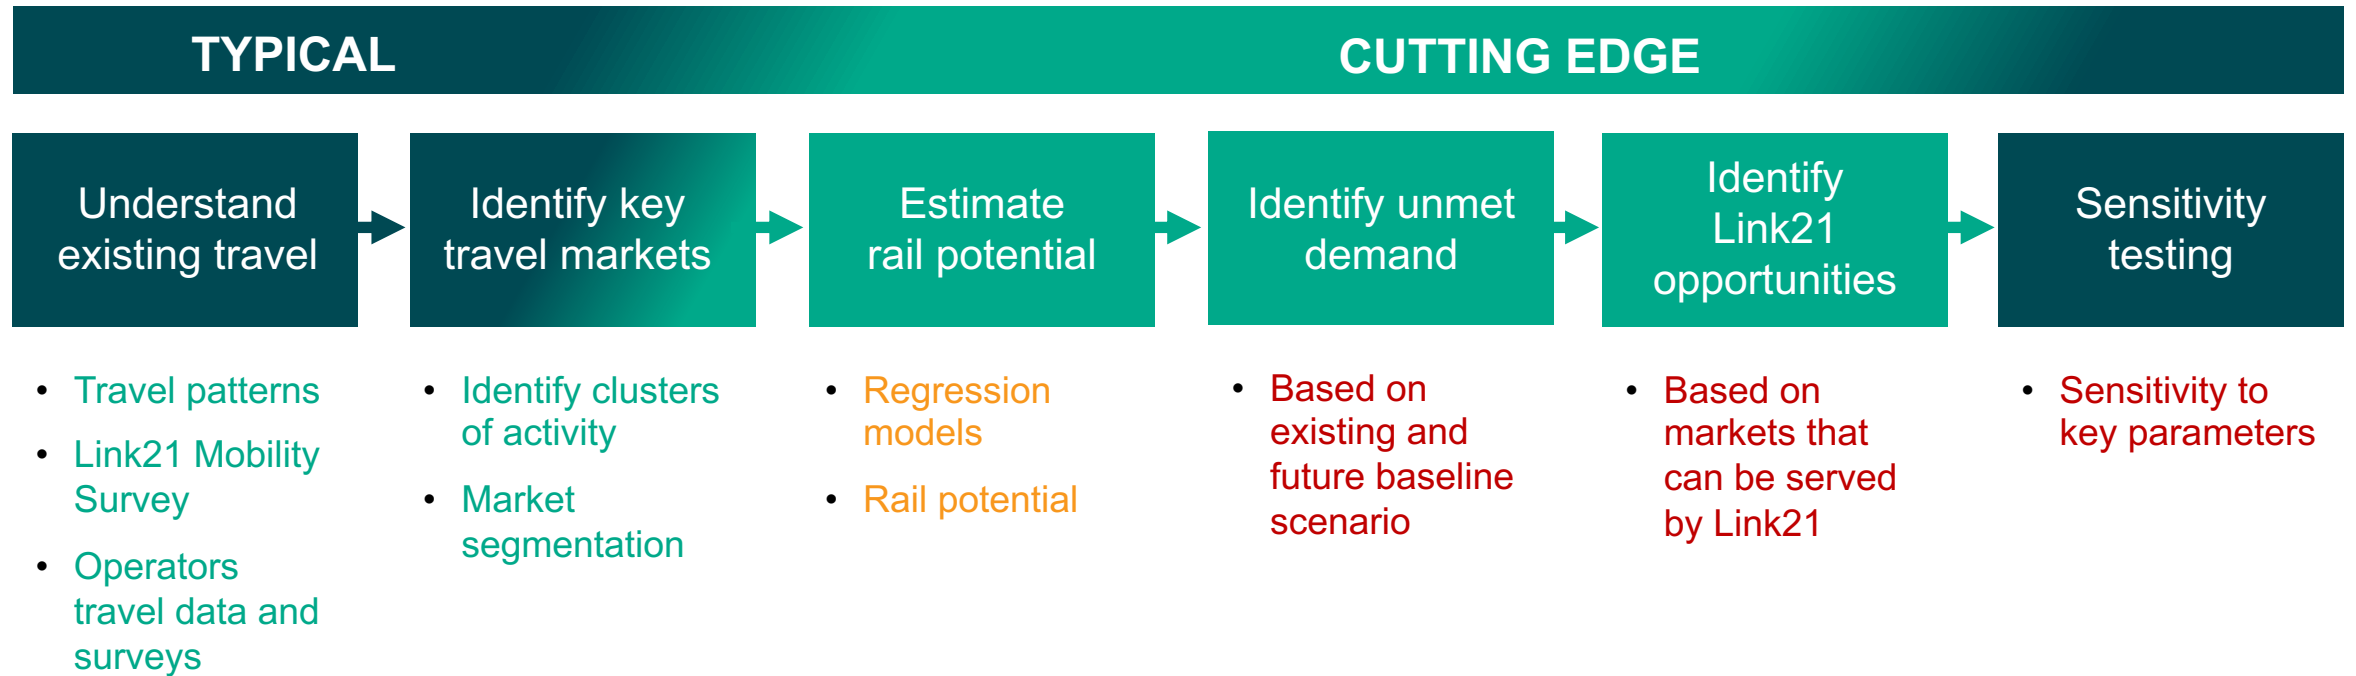 TYPICAL
CUTTING EDGE
Understand
existing travel
Identify key
travel markets
Estimate
rail potential
Identify unmet
demand
Identify
Link21
opportunities
Sensitivity
testing
• Travel patterns
• Link21 Mobility
Survey
• Operators
travel data and
surveys
• Identify clusters
of activity
• Market
segmentation
• Regression
models
• Rail potential
• Based on
existing and
future baseline
scenario
• Based on
markets that
can be served
by Link21
• Sensitivity to
key parameters